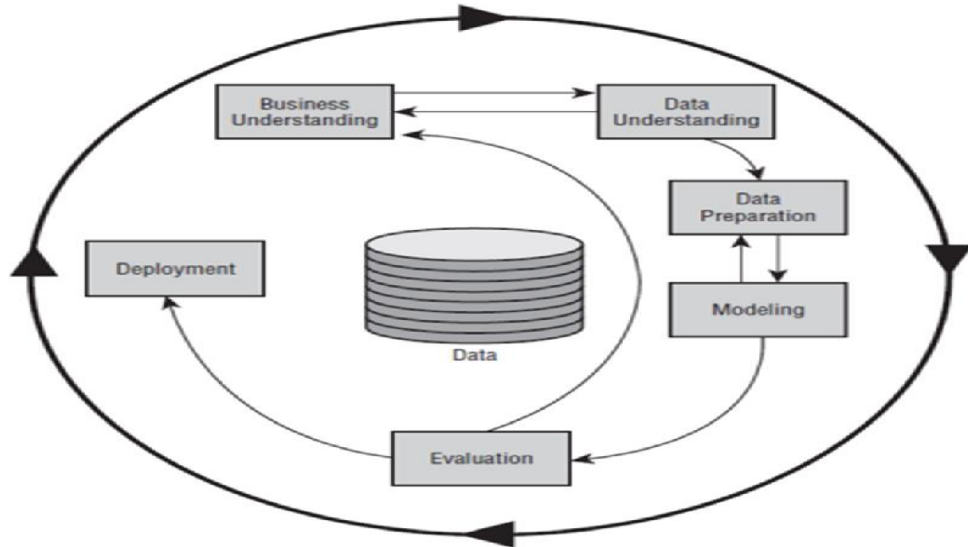 Business
Understanding
Data
Understanding
Data
Preparation
Deployment
Modeling
Data
Evaluation